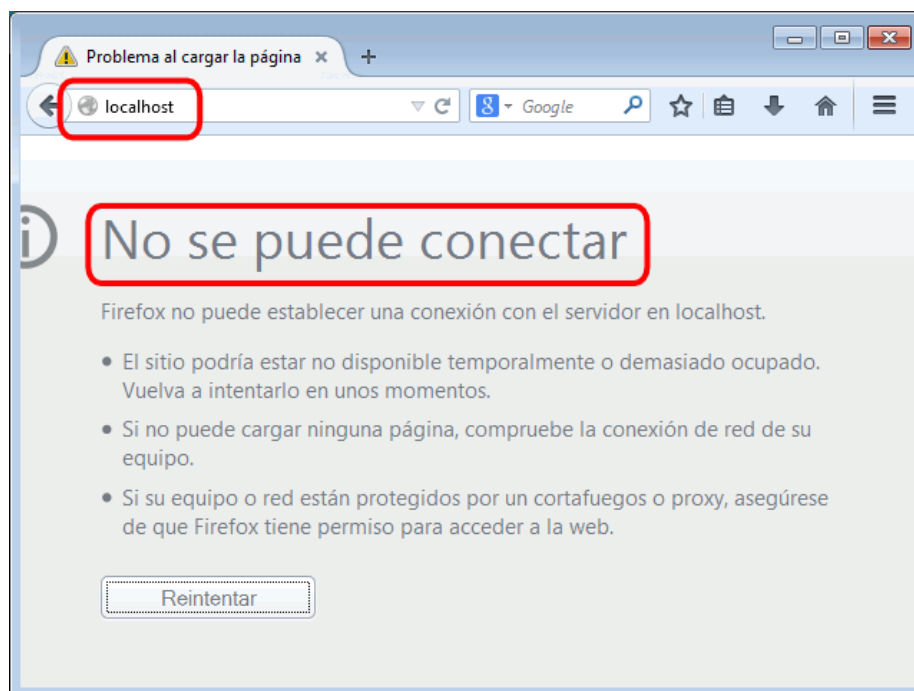 Problema al cargar la página
localhost
Google
No se puede conectar
Firefox no puede establecer una conexión con el servidor en localhost.
El sitio podría estar no disponible temporalmente o demasiado ocupado.
Vuelva a intentarlo en unos momentos.
Si no puede cargar ninguna página, compruebe la conexión de red de su
equipo.
Si su equipo o red están protegidos por un cortafuegos o proxy, asegúrese
de que Firefox tiene permiso para acceder a la web.
Reintentar